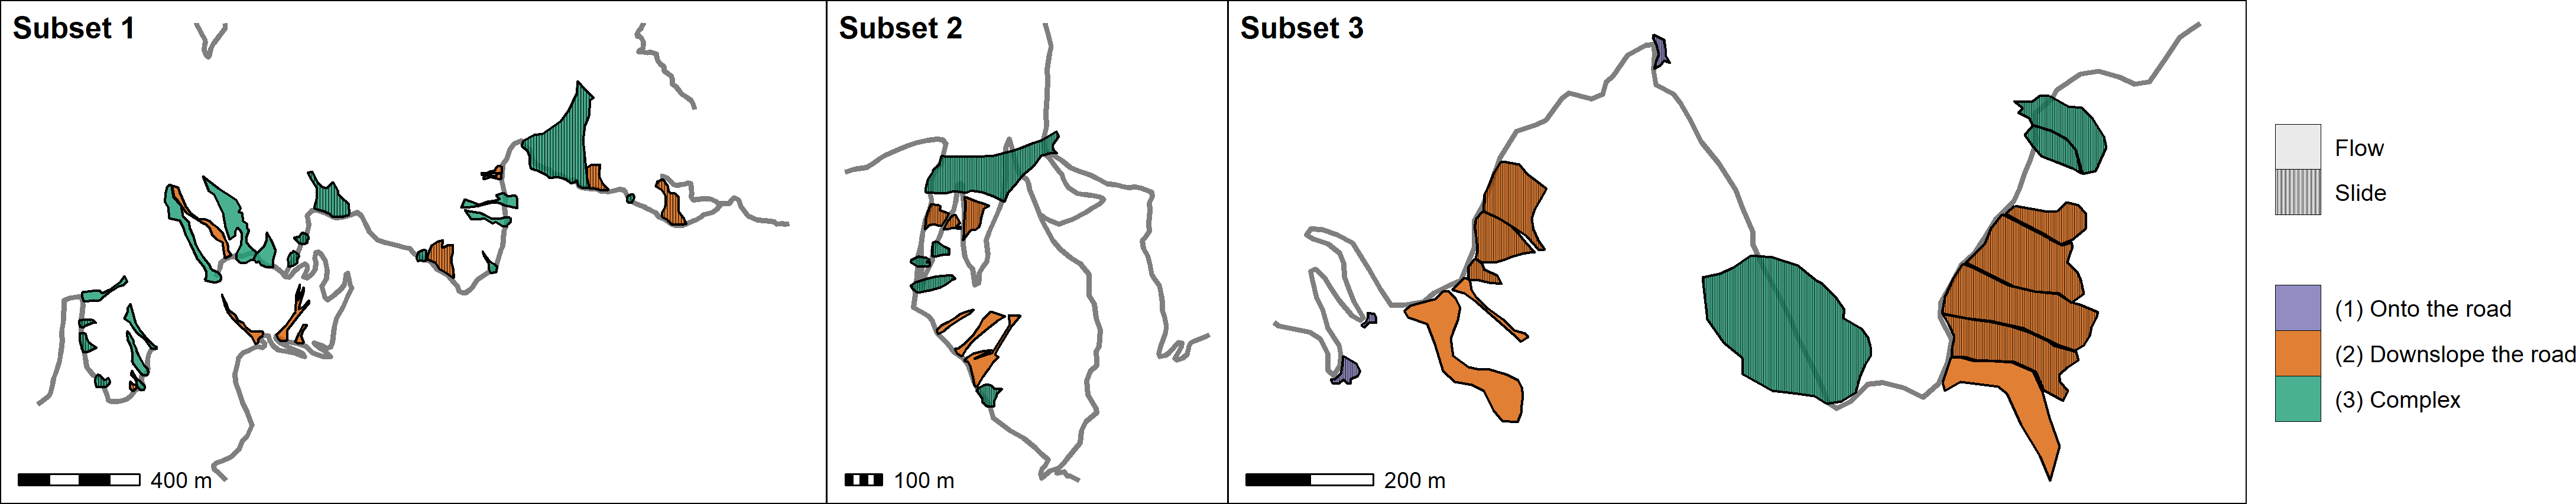 Subset 1
400 m
Subset 2
100 m
Subset 3
200 m
Flow
Slide
(1) Onto the road
(2) Downslope the road
(3) Complex